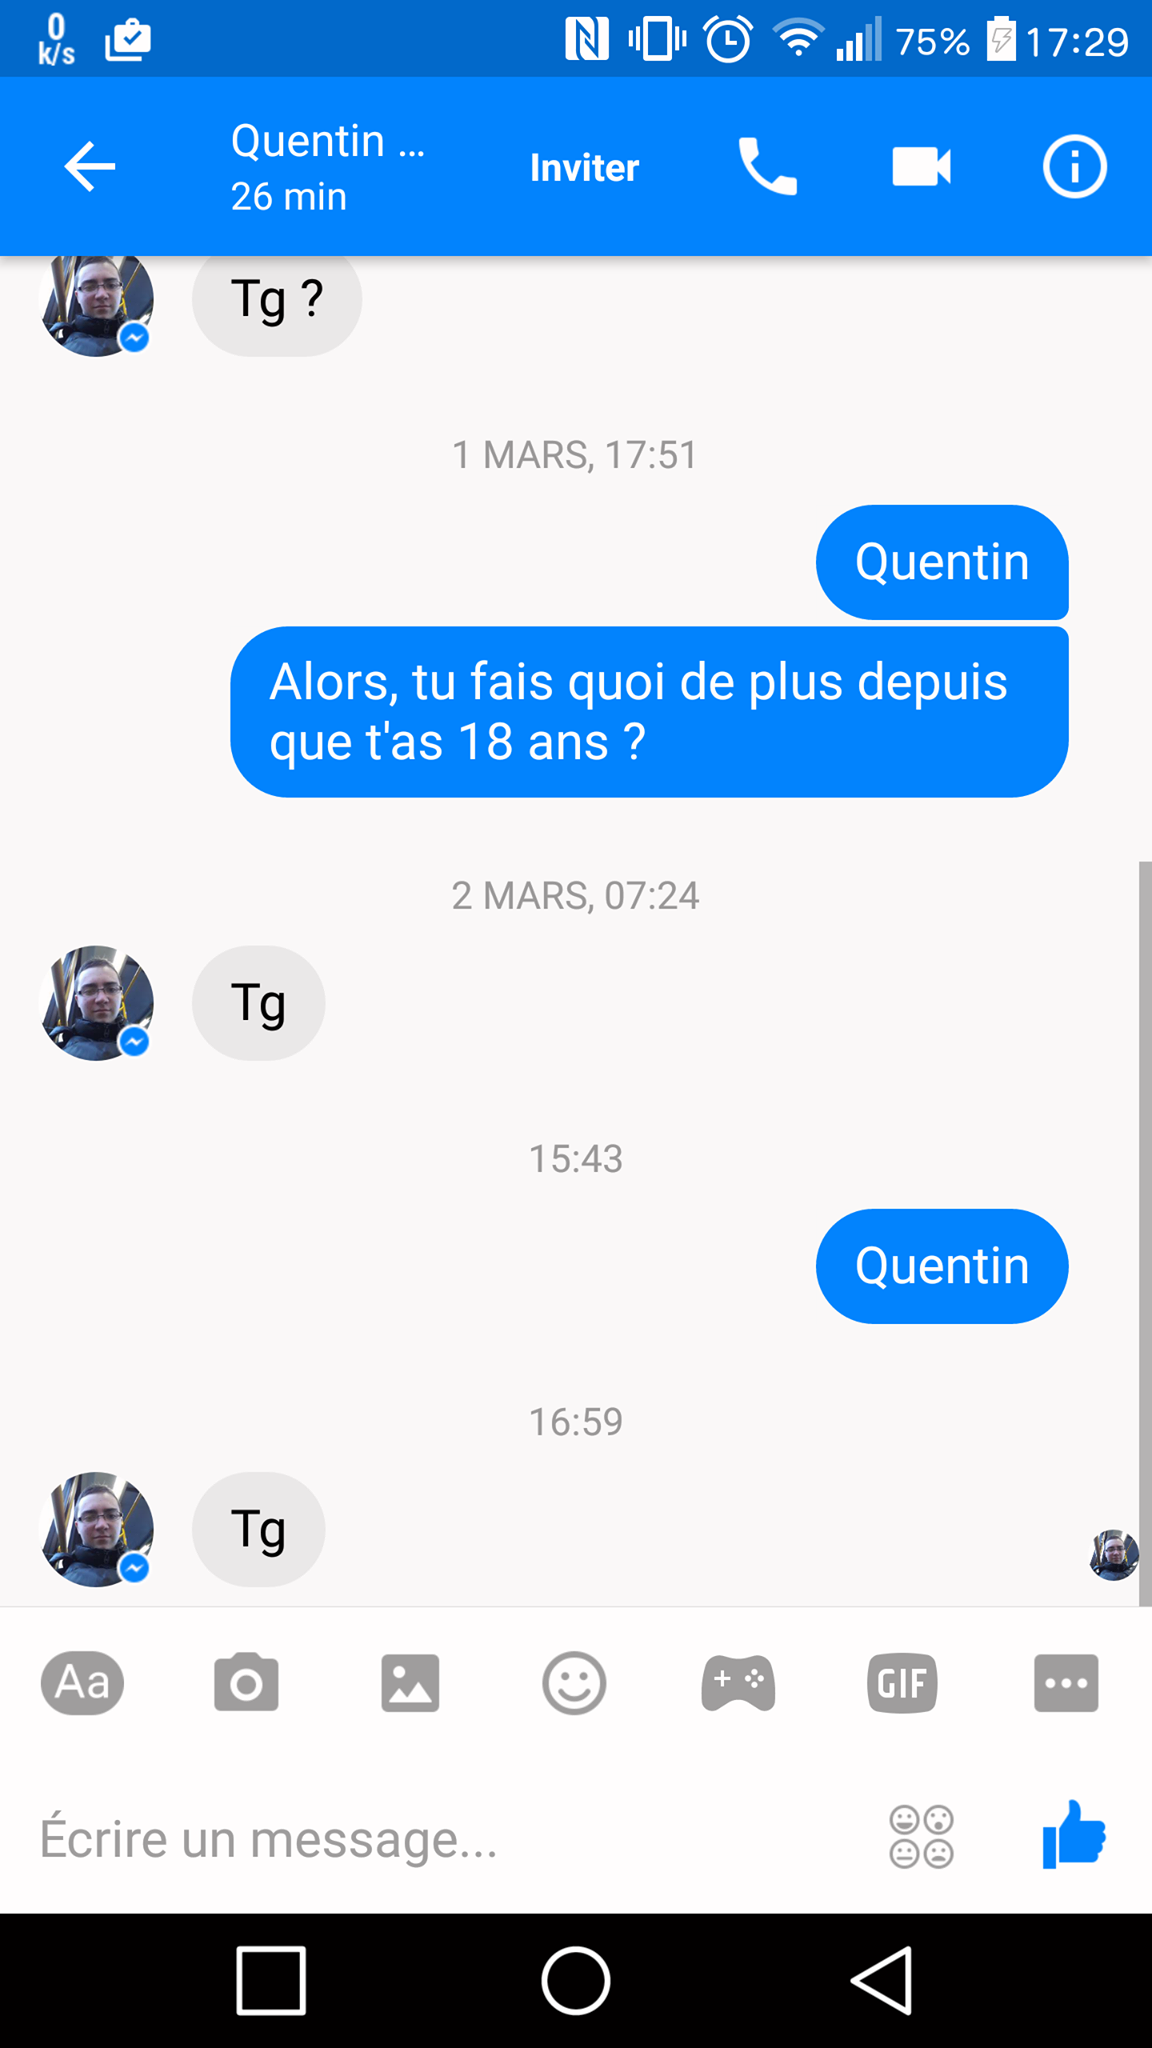 0
k/s
75%
17:29
Quentin ...
26 min
Inviter
Tg ?
1 MARS, 17:51
Quentin
Alors, tu fais quoi de plus depuis
que t'as 18 ans ?
2 MARS, 07:24
Tg
15:43
Quentin
16:59
Tg
Aa
GIF
Écrire un message...